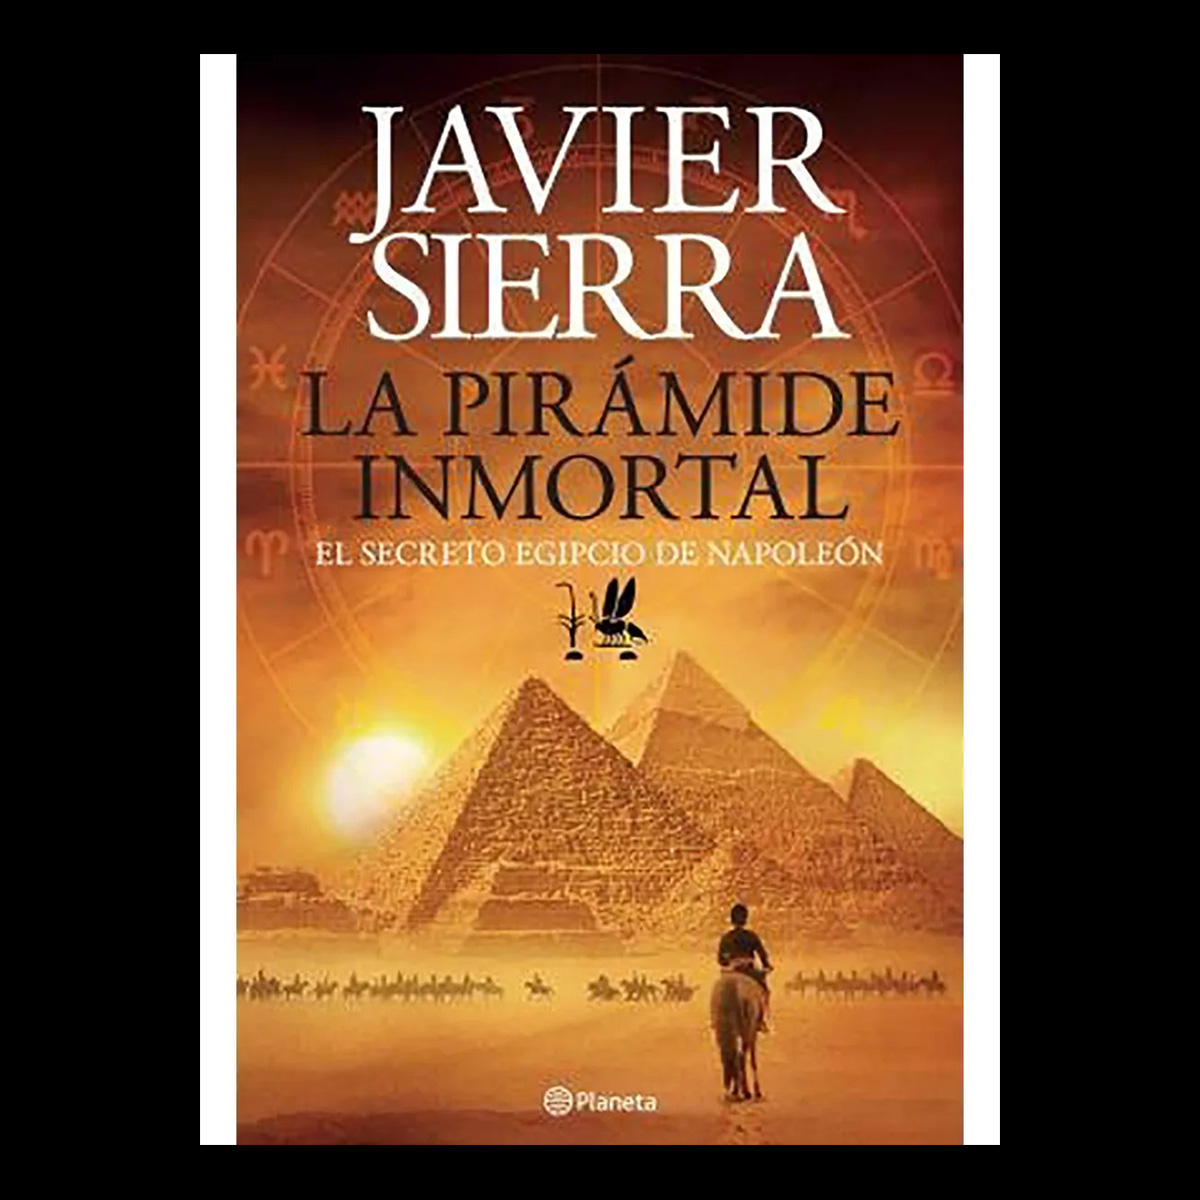 JAVIER
SIERRA
LA PIRÁMIDE
INMORTAL
EL SECRETO EGIPCIO DE NAPOLEÓN
Planeta